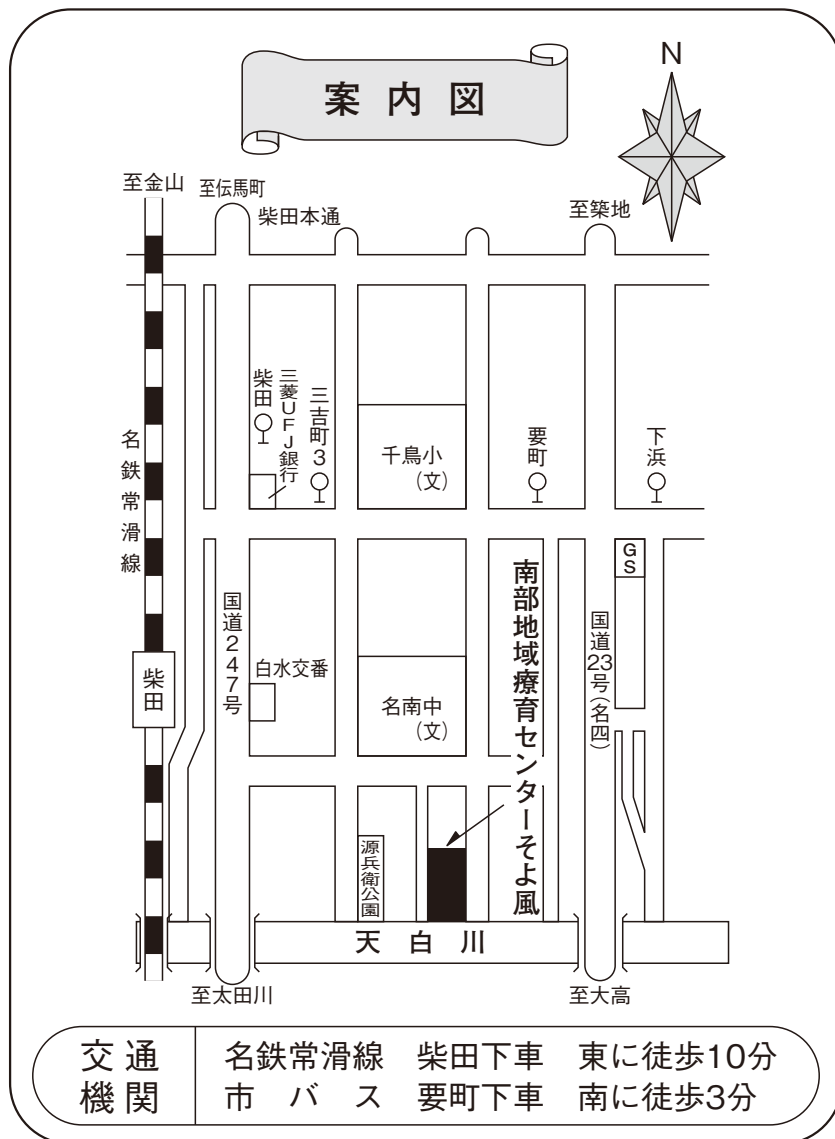 案内図
N
至金山
至伝馬町
柴田本通
至築地
柴田
三菱UFJ銀行
三吉町3
千鳥小
(文)
要町
下浜
名鉄常滑線
GS
国道247号
南部地域療育センターそよ風
国道23号(名四)
柴田
白水交番
名南中
(文)
源兵衛公園
天白川
至太田川
至大高
交通機関
名鉄常滑線 柴田下車 東に徒歩10分
市バス 要町下車 南に徒歩3分